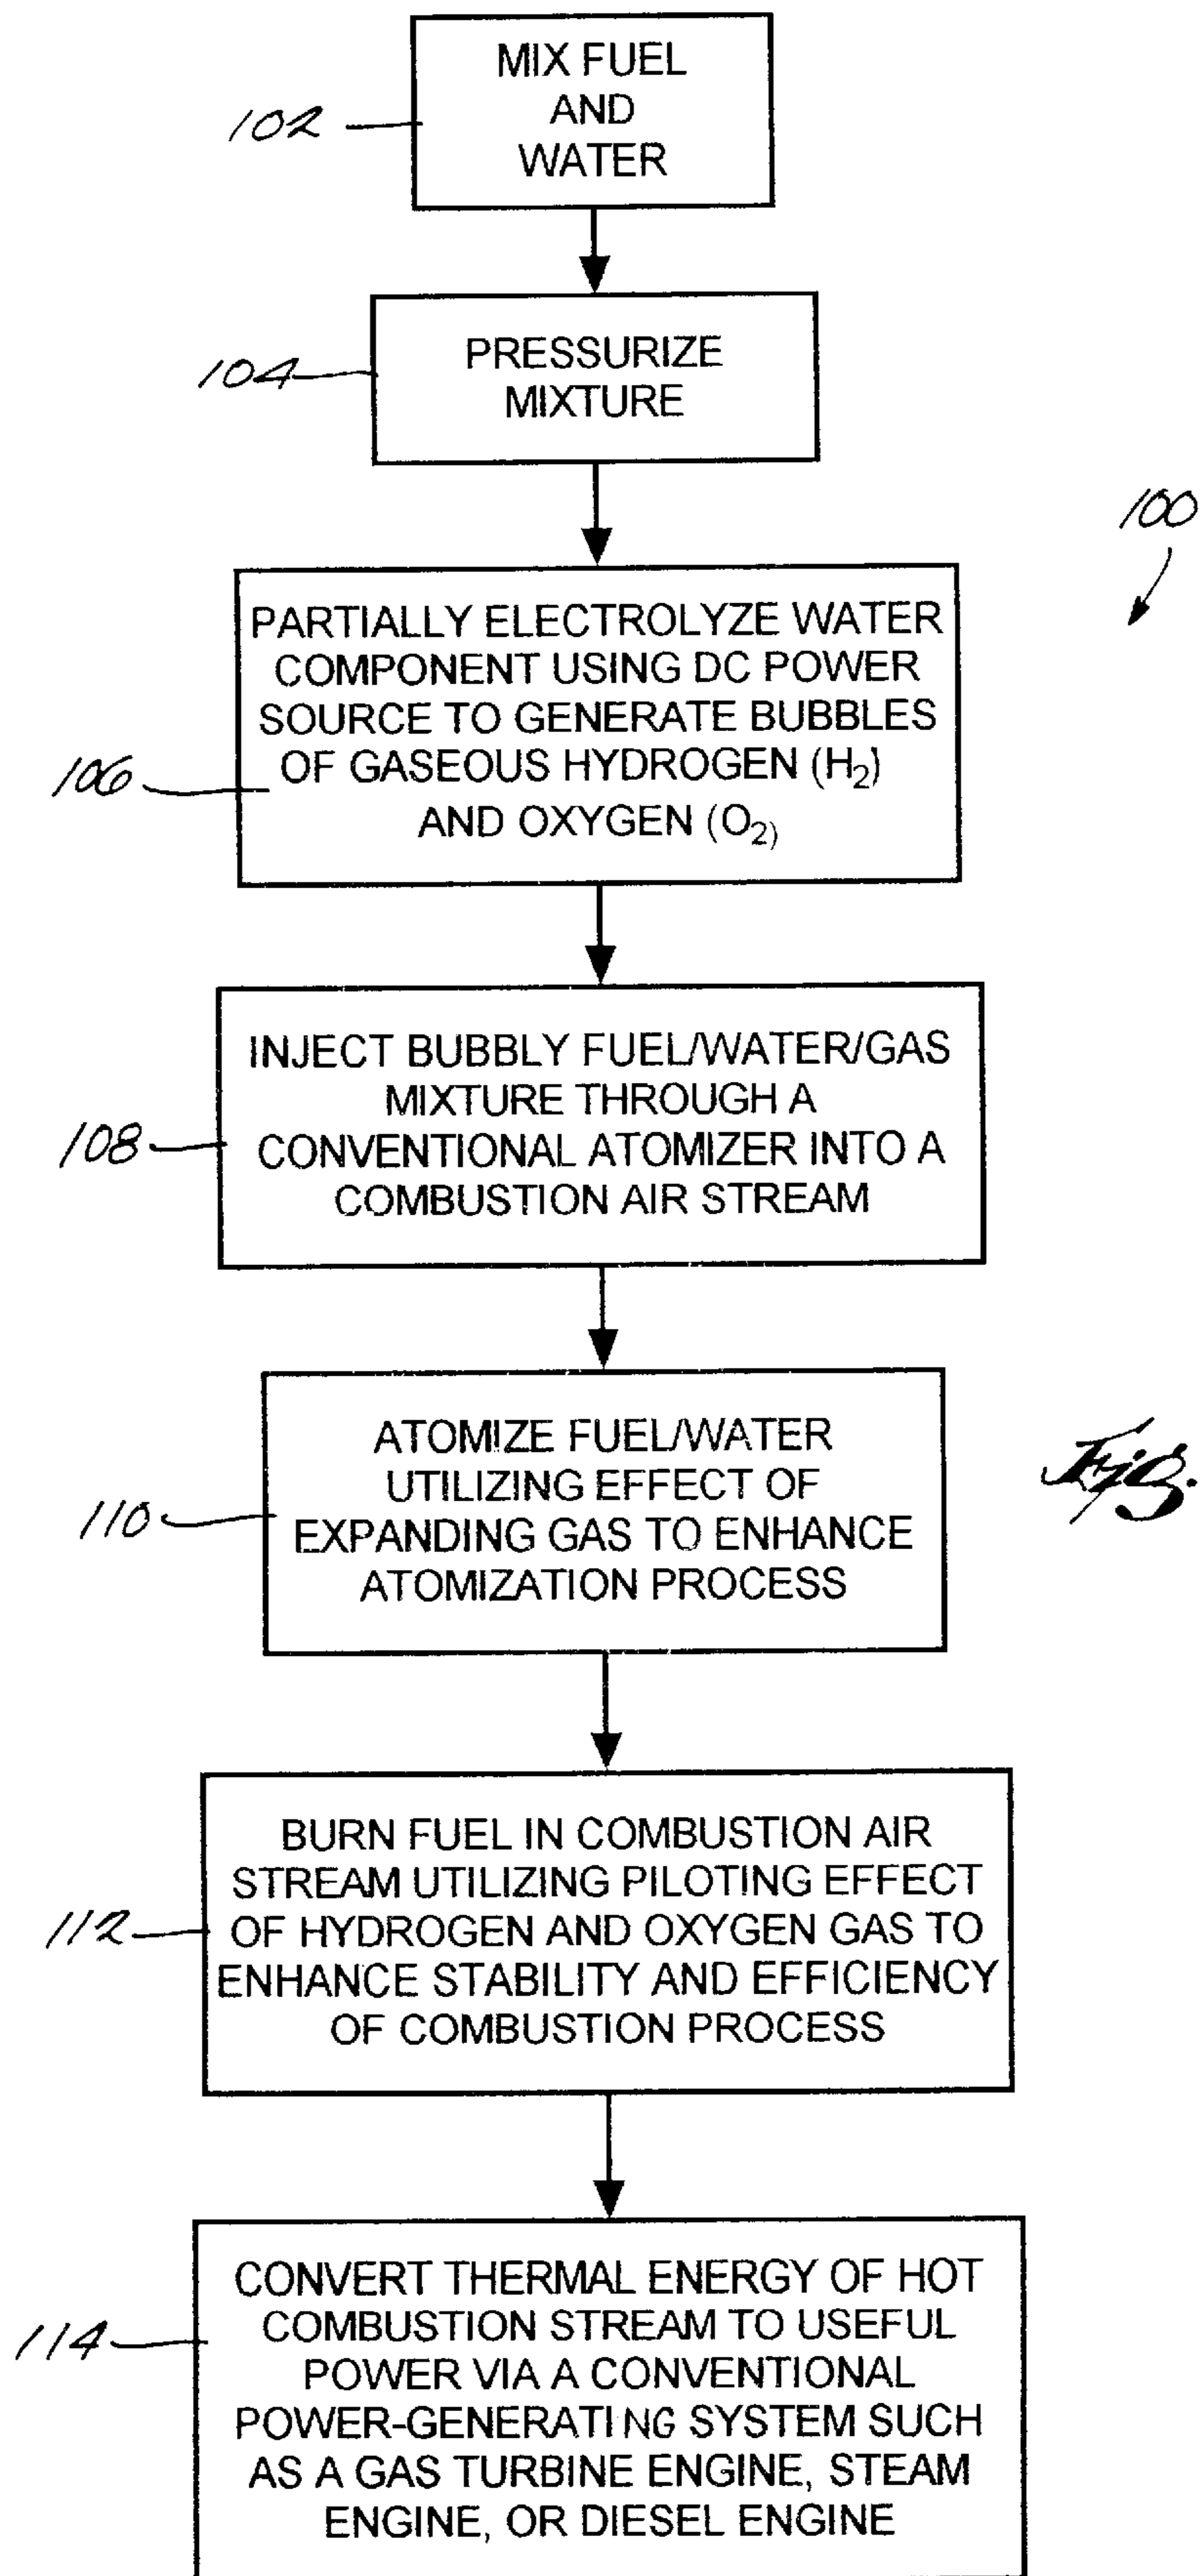 102
MIX FUEL
AND
WATER
104
PRESSURIZE
MIXTURE
100
106
PARTIALLY ELECTROLYZE WATER
COMPONENT USING DC POWER
SOURCE TO GENERATE BUBBLES
OF GASEOUS HYDROGEN (H₂)
AND OXYGEN (O₂)
108
INJECT BUBBLY FUEL/WATER/GAS
MIXTURE THROUGH A
CONVENTIONAL ATOMIZER INTO A
COMBUSTION AIR STREAM
110
ATOMIZE FUEL/WATER
UTILIZING EFFECT OF
EXPANDING GAS TO ENHANCE
ATOMIZATION PROCESS
Fig.
112
BURN FUEL IN COMBUSTION AIR
STREAM UTILIZING PILOTING EFFECT
OF HYDROGEN AND OXYGEN GAS TO
ENHANCE STABILITY AND EFFICIENCY
OF COMBUSTION PROCESS
114
CONVERT THERMAL ENERGY OF HOT
COMBUSTION STREAM TO USEFUL
POWER VIA A CONVENTIONAL
POWER-GENERATING SYSTEM SUCH
AS A GAS TURBINE ENGINE, STEAM
ENGINE, OR DIESEL ENGINE